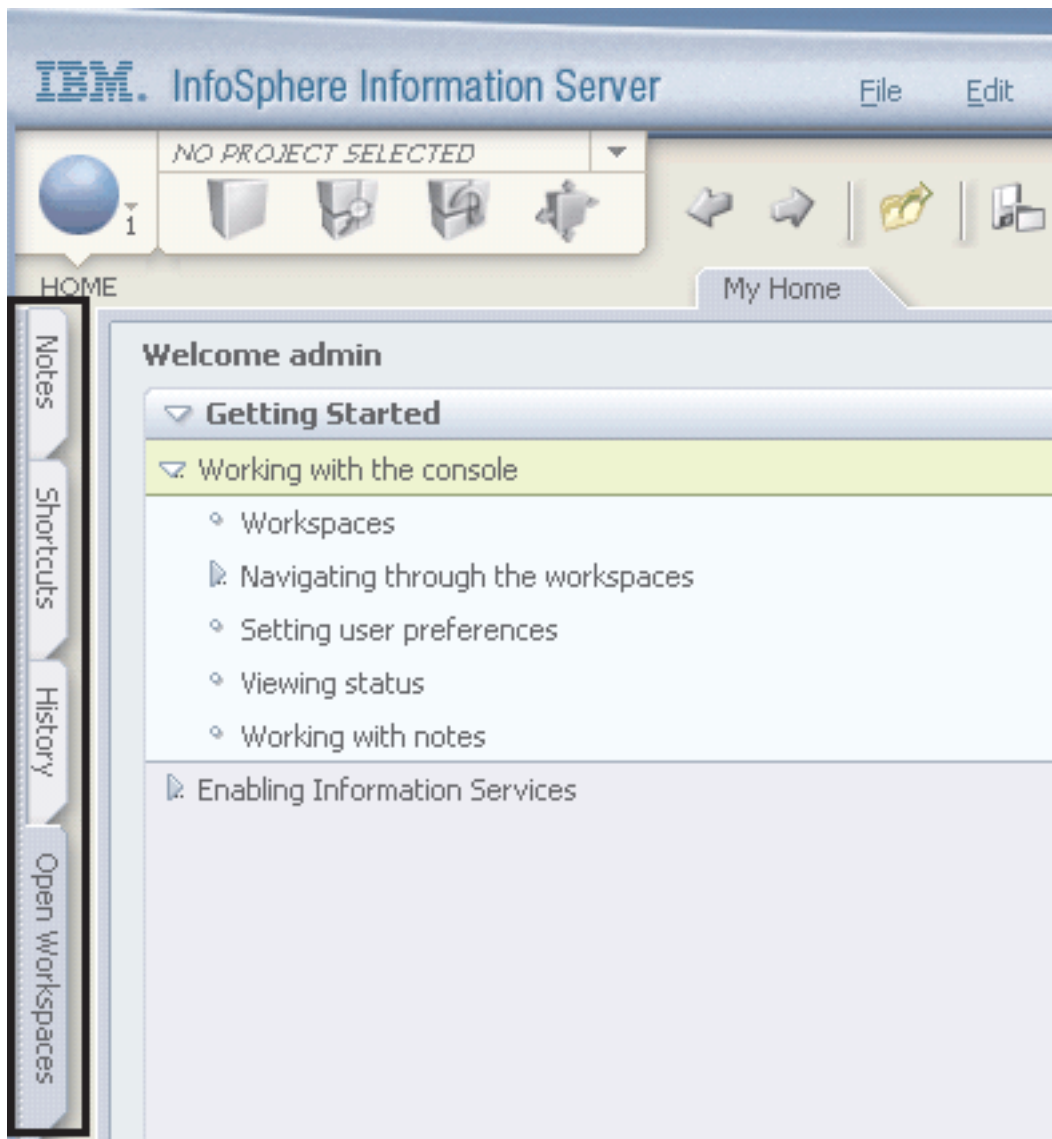 IBM. InfoSphere Information Server File Edit
NO PROJECT SELECTED
1
HOME
My Home
Notes
Shortcuts
History
Open Workspaces
Welcome admin
Getting Started
Working with the console
Workspaces
Navigating through the workspaces
Setting user preferences
Viewing status
Working with notes
Enabling Information Services